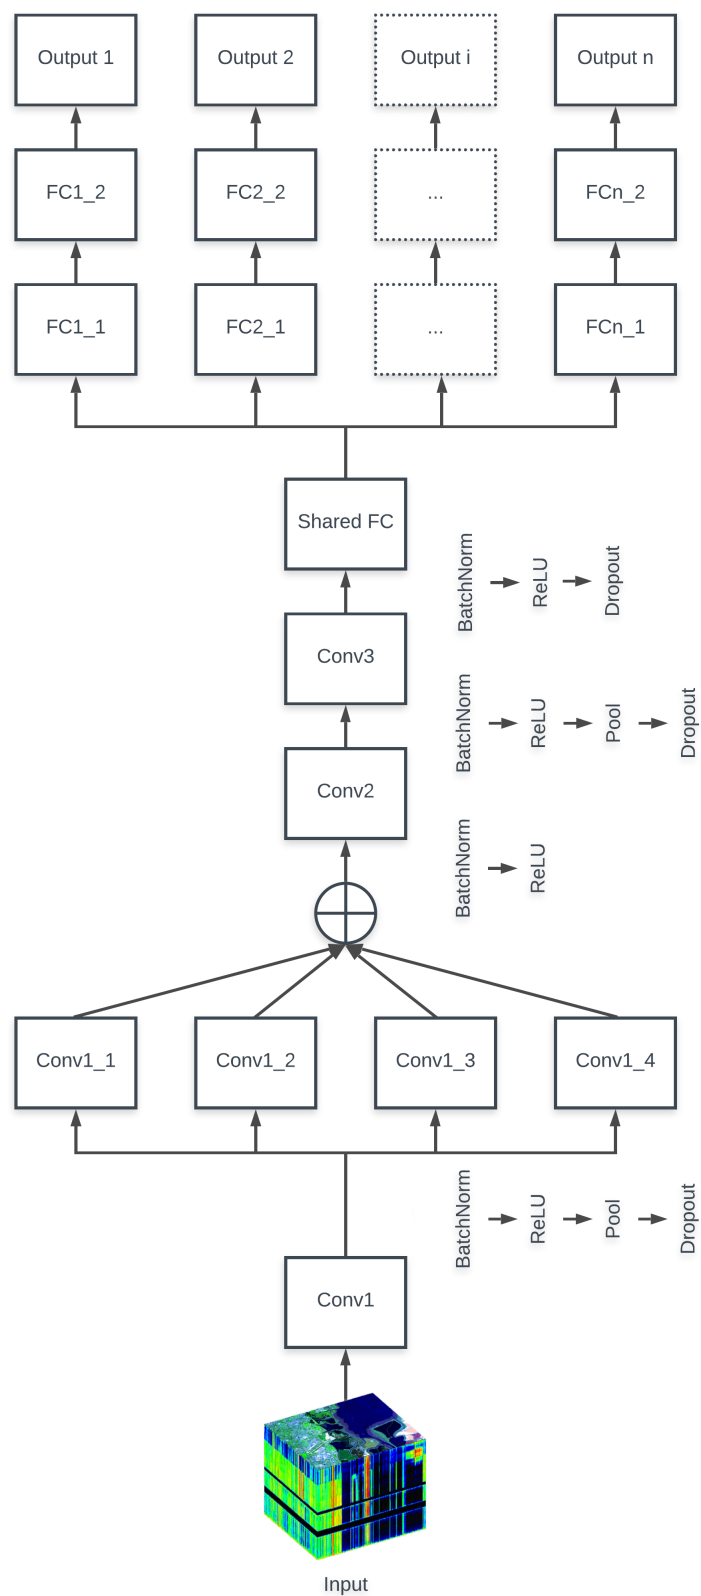 Output 1
Output 2
Output i
Output n
FC1_2
FC2_2
...
FCn_2
FC1_1
FC2_1
...
FCn_1
Shared FC
BatchNorm
ReLU
Dropout
Conv3
BatchNorm
ReLU
Pool
Dropout
Conv2
BatchNorm
ReLU
Conv1_1
Conv1_2
Conv1_3
Conv1_4
BatchNorm
ReLU
Pool
Dropout
Conv1
Input